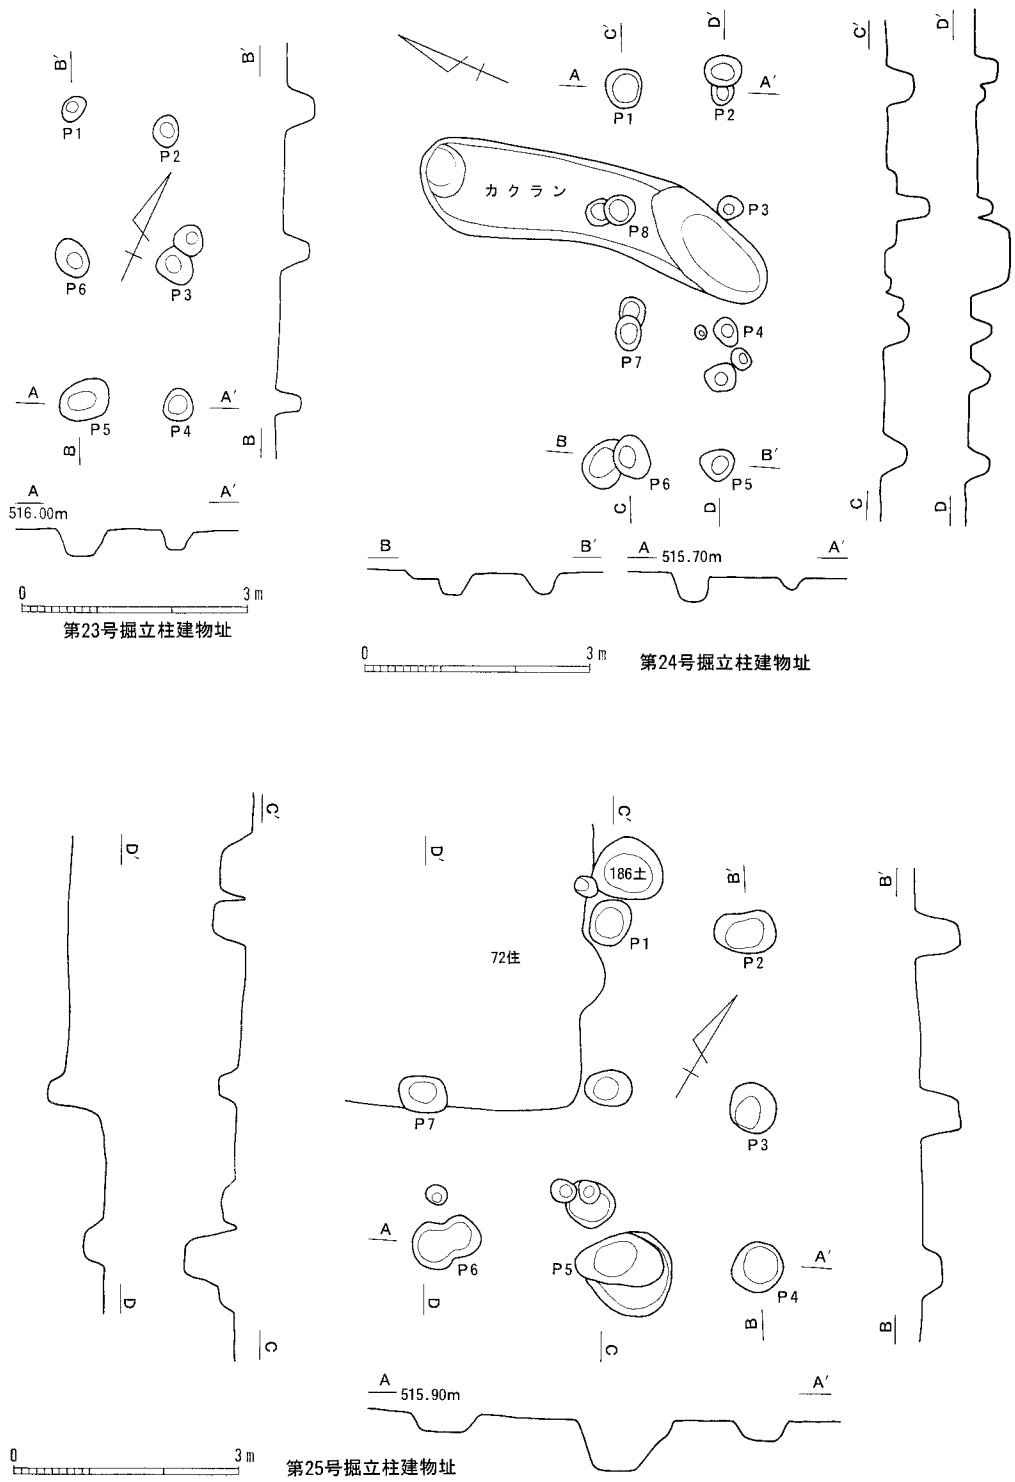 B'
P1
P2
P6
P3
A
A'
P5
P4
B
B'
B
A
A'
516.00m
0
3m
第23号掘立柱建物址
C'
D'
A
A'
P1
P2
カクラン
P8
P3
P7
P4
B
B'
P6
P5
C
D
C'
D'
C
D
B
B'
A
515.70m
A'
0
3m
第24号掘立柱建物址
D'
C'
D
C
D'
C'
186土
P1
B'
P2
72住
P7
P3
A
A'
P6
P5
P4
D
C
B
B'
B
A
515.90m
A'
0
3m
第25号掘立柱建物址